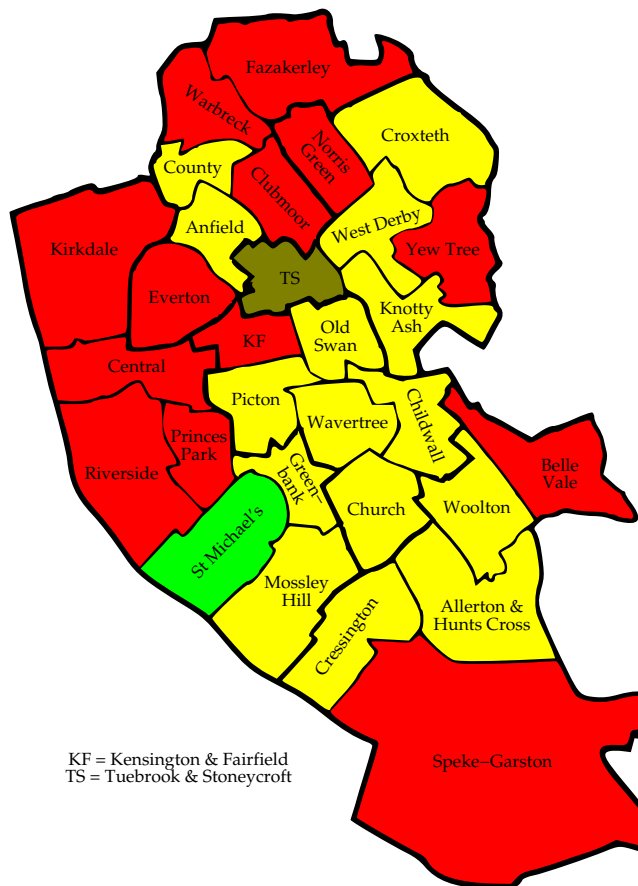 Fazakerley
Warbreck
Norris
Green
Croxteth
County
Clubmoor
Anfield
West Derby
Kirkdale
Yew Tree
TS
Everton
Knotty
Ash
Old
Swan
KF
Central
Picton
Childwall
Wavertree
Princes
Park
Riverside
Green–
bank
Belle
Vale
Woolton
Church
St Michael's
Mossley
Hill
Allerton &
Hunts Cross
Cressington
KF = Kensington & Fairfield
TS = Tuebrook & Stoneycroft
Speke–Garston